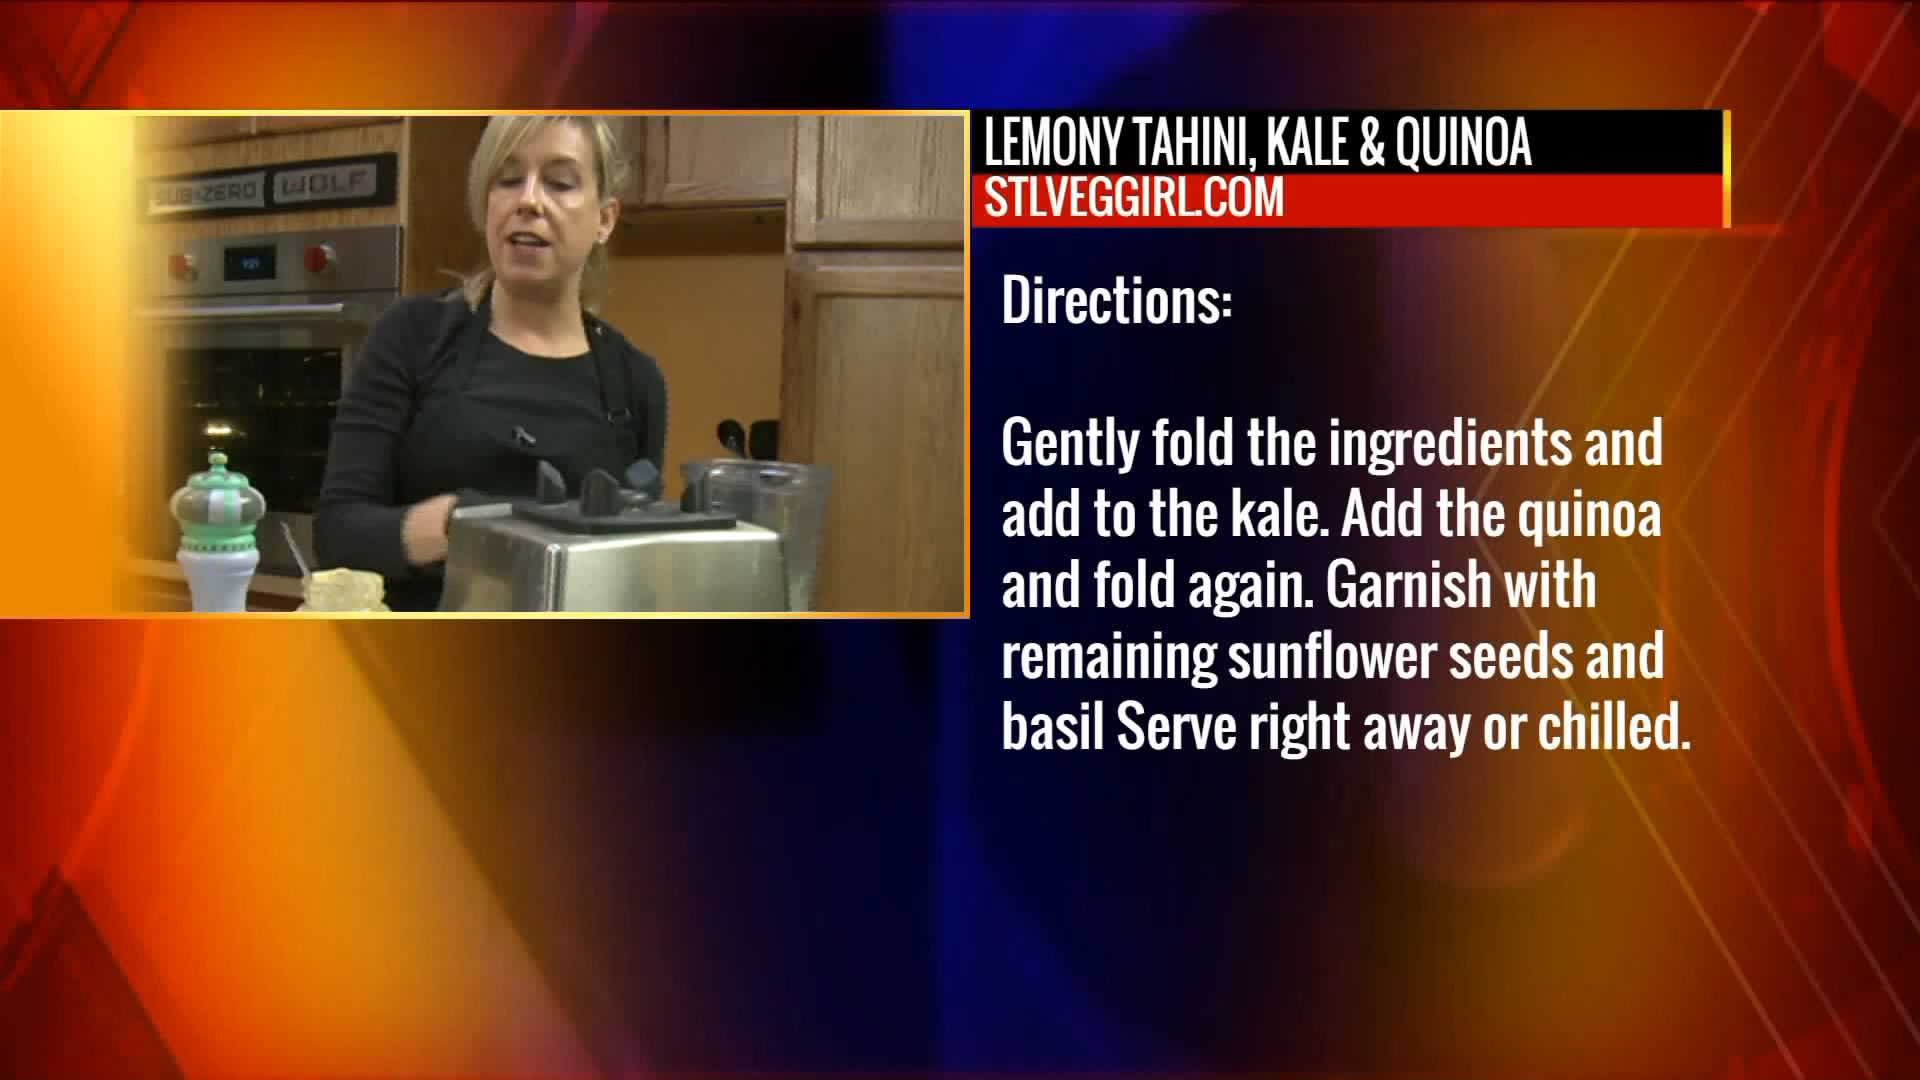 SUB-ZERO WOLF
LEMONY TAHINI, KALE & QUINOA
STLVEGGIRL.COM
Directions:
Gently fold the ingredients and
add to the kale. Add the quinoa
and fold again. Garnish with
remaining sunflower seeds and
basil Serve right away or chilled.